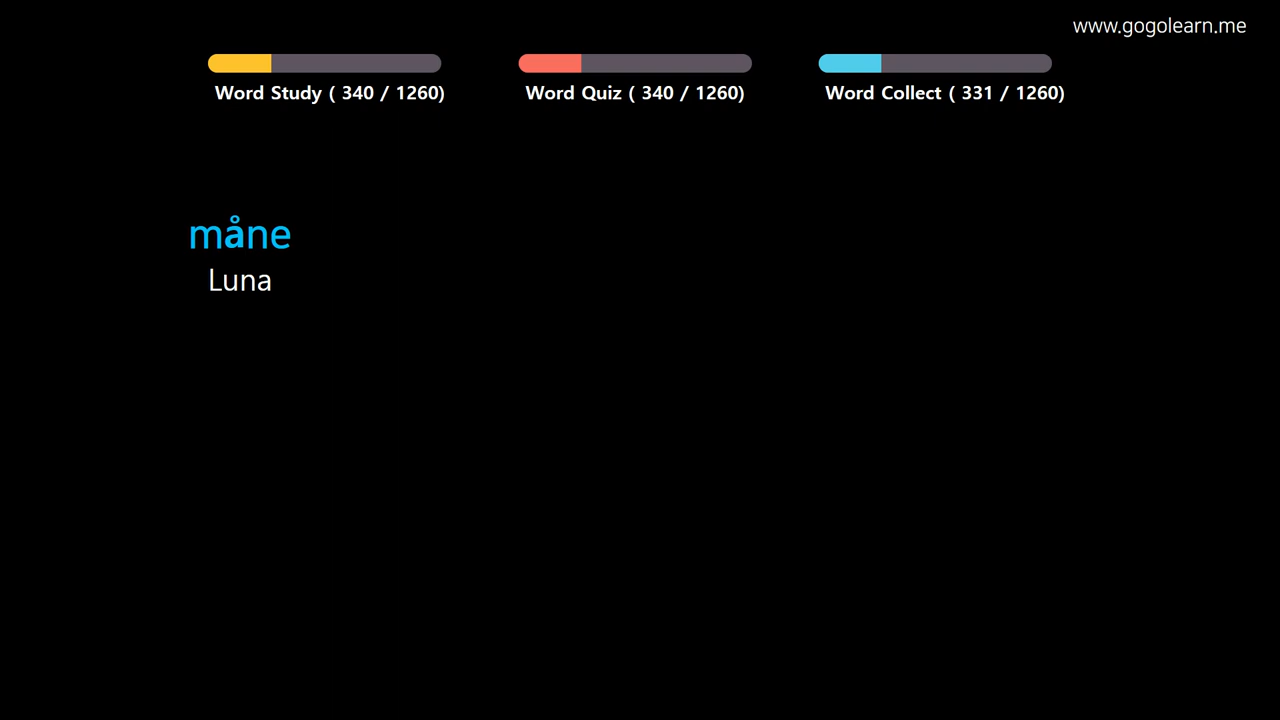 www.gogolearn.me
Word Study ( 340 / 1260)
Word Quiz ( 340 / 1260)
Word Collect ( 331 / 1260)
måne
Luna